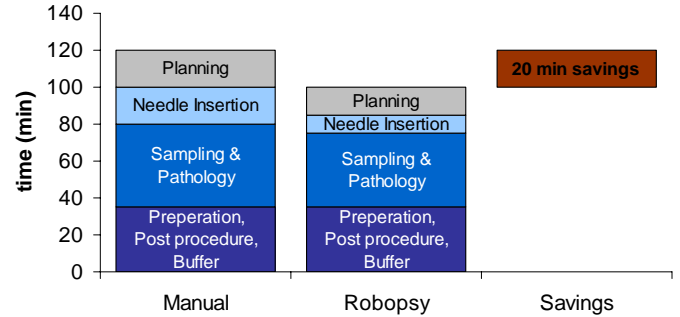 time (min)
140
120
100
80
60
40
20
0
Planning
Needle Insertion
Sampling &
Pathology
Preperation,
Post procedure,
Buffer
Planning
Needle Insertion
Sampling &
Pathology
Preperation,
Post procedure,
Buffer
20 min savings
Manual
Robopsy
Savings